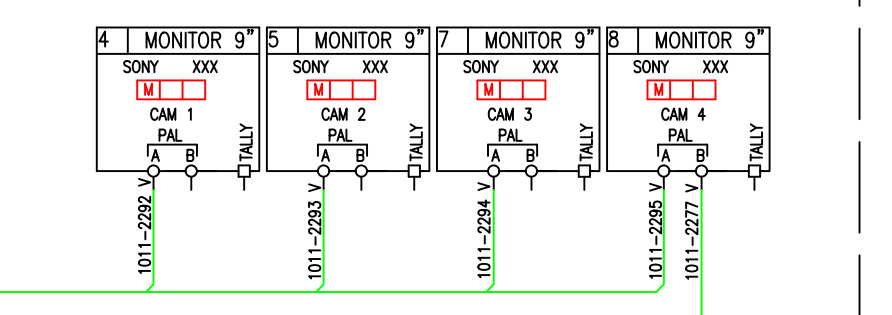 4 MONITOR 9”
SONY XXX
M
CAM 1
PAL
A B TALLY
V
1011-2292
5 MONITOR 9”
SONY XXX
M
CAM 2
PAL
A B TALLY
V
1011-2293
7 MONITOR 9”
SONY XXX
M
CAM 3
PAL
A B TALLY
V
1011-2294
8 MONITOR 9”
SONY XXX
M
CAM 4
PAL
A B TALLY
V V
1011-2295
1011-2277